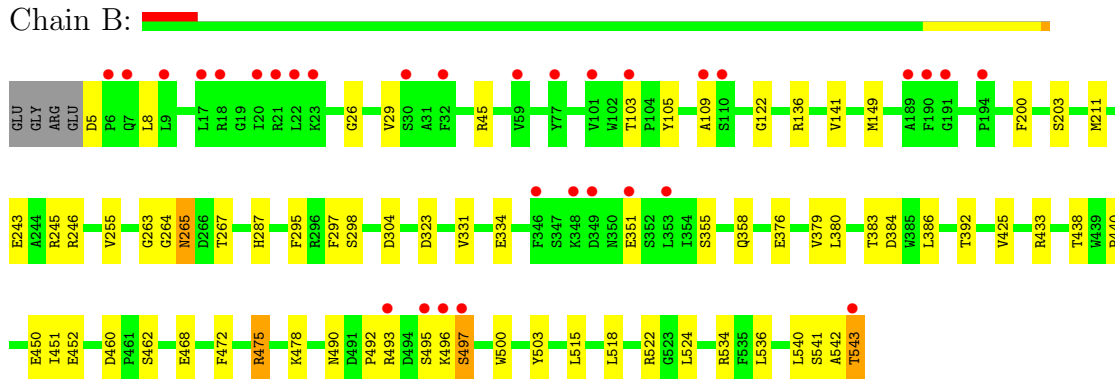 Chain B:
GLU GLY ARG GLU D5 P6 Q7 L8 L9 L17 R18 G19 I20 R21 L22 K23 G26 V29 S30 A31 F32 R45 V59 Y77 V101 W102 T103 P104 Y105 A109 S110 G122 R136 V141 M149 A189 F190 G191 P194 F200 S203 M211
E243 A244 R245 R246 V255 G263 G264 N265 D266 T267 H287 F295 R296 F297 S298 D304 D323 V331 E334 F346 S347 K348 D349 N350 E351 S352 L353 I354 S355 Q358 E376 V379 L380 T383 D384 W385 L386 T392 V425 R433 T438 W439
E450 I451 E452 D460 P461 S462 E468 F472 R475 K478 N490 D491 P492 R493 D494 S495 K496 S497 W500 Y503 L515 L518 R522 G523 L524 R534 F535 L536 L540 S541 A542 T543